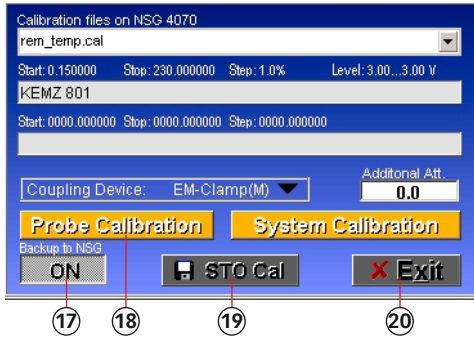 Calibration files on NSG 4070
rem_temp.cal
Start: 0.150000 Stop: 230.000000 Step: 1.0% Level: 3.00...3.00 V
KEMZ 801
Start: 0000.000000 Stop: 0000.000000 Step: 0000.000000
Additonal Att.
Coupling Device: EM-Clamp(M) 0.0
Probe Calibration System Calibration
Backup to NSG
ON STO Cal Exit
17 18 19 20